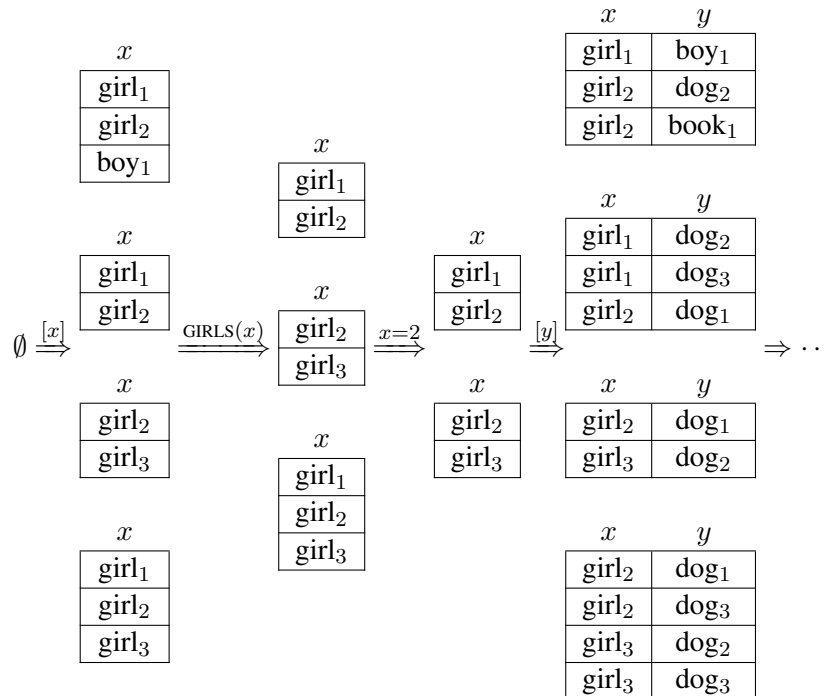 ∅
[x]
⇒
x
girl₁
girl₂
boy₁
x
girl₁
girl₂
x
girl₂
girl₃
x
girl₁
girl₂
girl₃
GIRLS(x)
⇒
x
girl₁
girl₂
x
girl₂
girl₃
x
girl₁
girl₂
girl₃
x=2
⇒
x
girl₁
girl₂
x
girl₂
girl₃
[y]
⇒
x y
girl₁ boy₁
girl₂ dog₂
girl₂ book₁
x y
girl₁ dog₂
girl₁ dog₃
girl₂ dog₁
x y
girl₂ dog₁
girl₃ dog₂
x y
girl₂ dog₁
girl₂ dog₃
girl₃ dog₂
girl₃ dog₃
⇒ ··